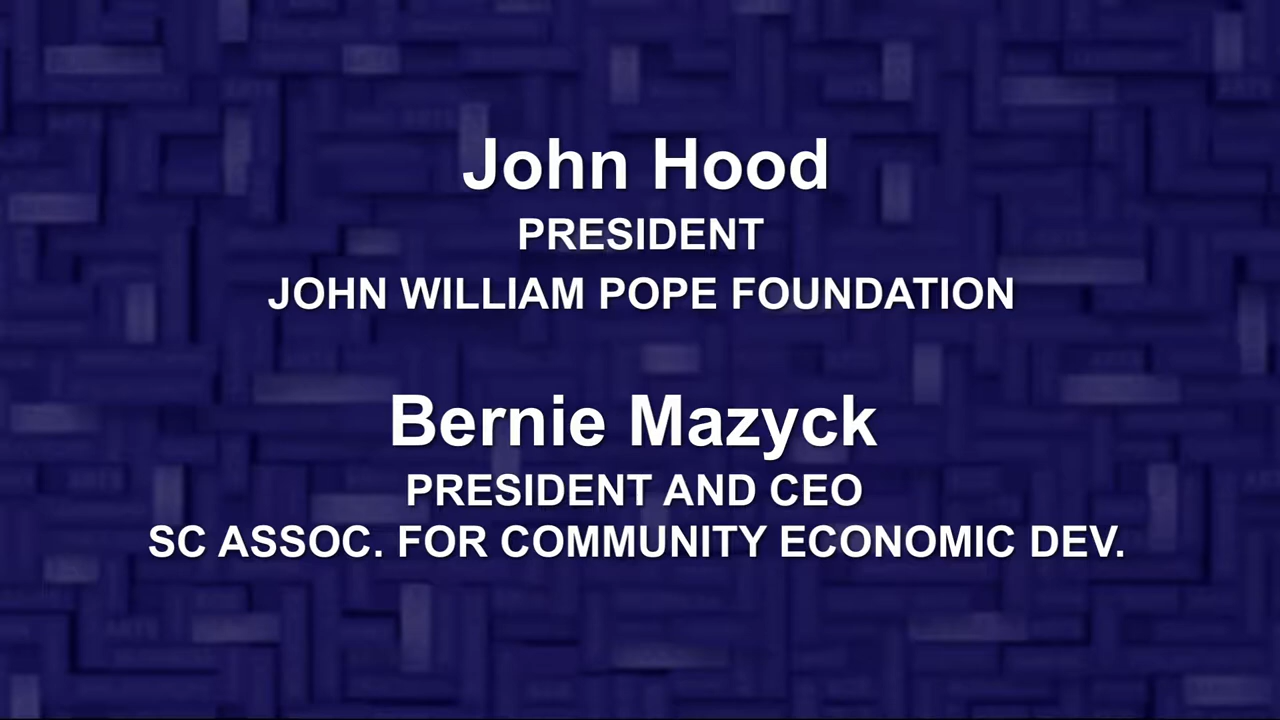 John Hood
PRESIDENT
JOHN WILLIAM POPE FOUNDATION
Bernie Mazyck
PRESIDENT AND CEO
SC ASSOC. FOR COMMUNITY ECONOMIC DEV.